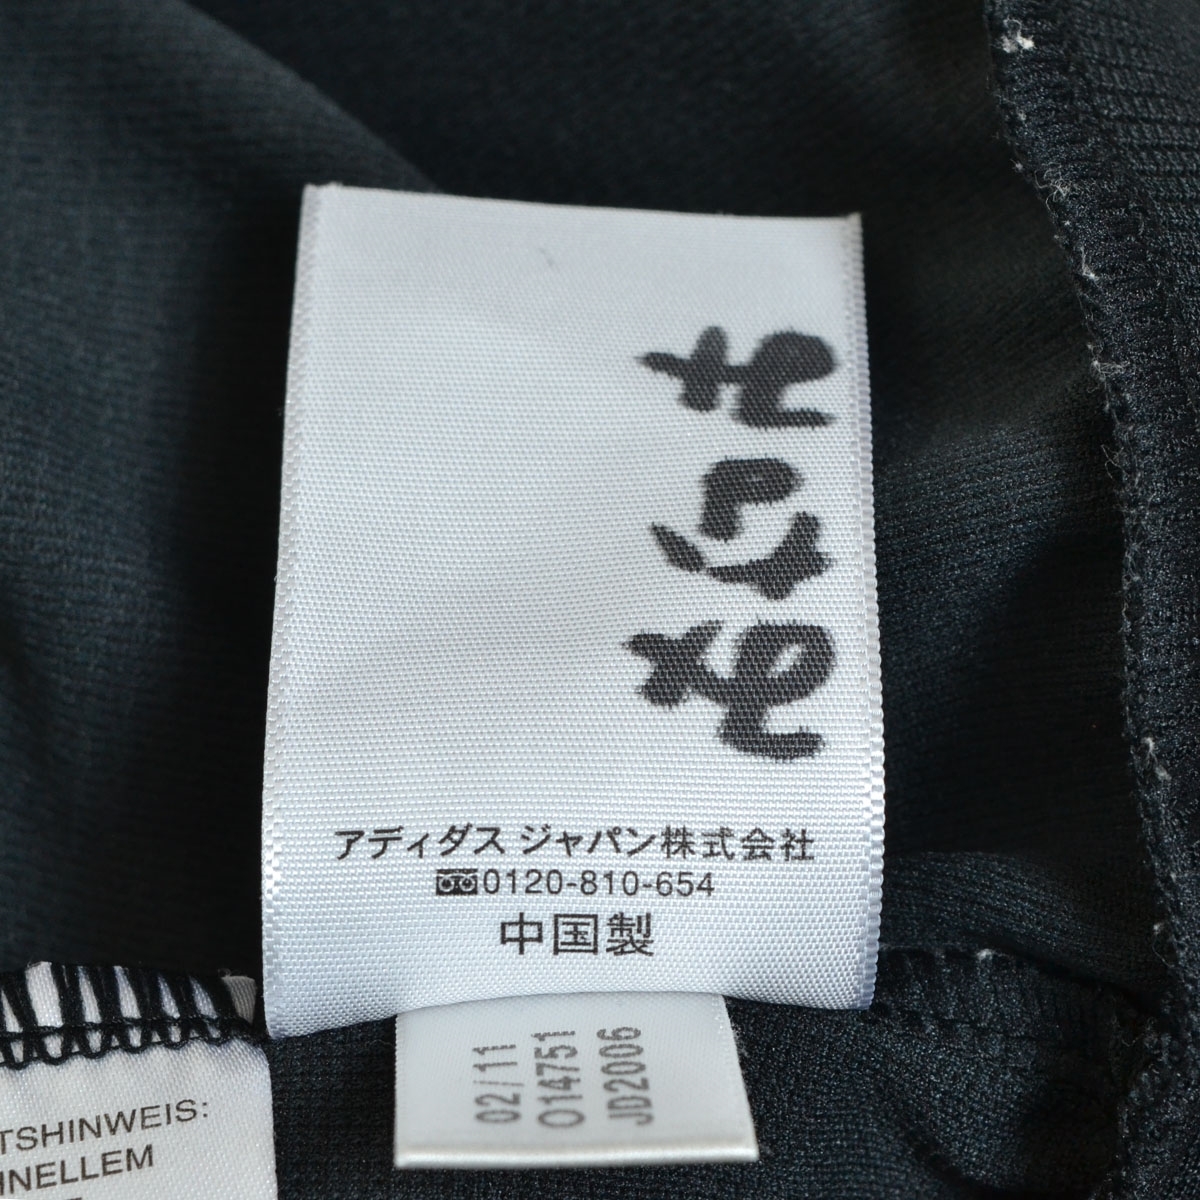 アディダス ジャパン株式会社
0120-810-654
中国製
02/11
O14751
JD2006
TSHINWEIS:
NELLEM